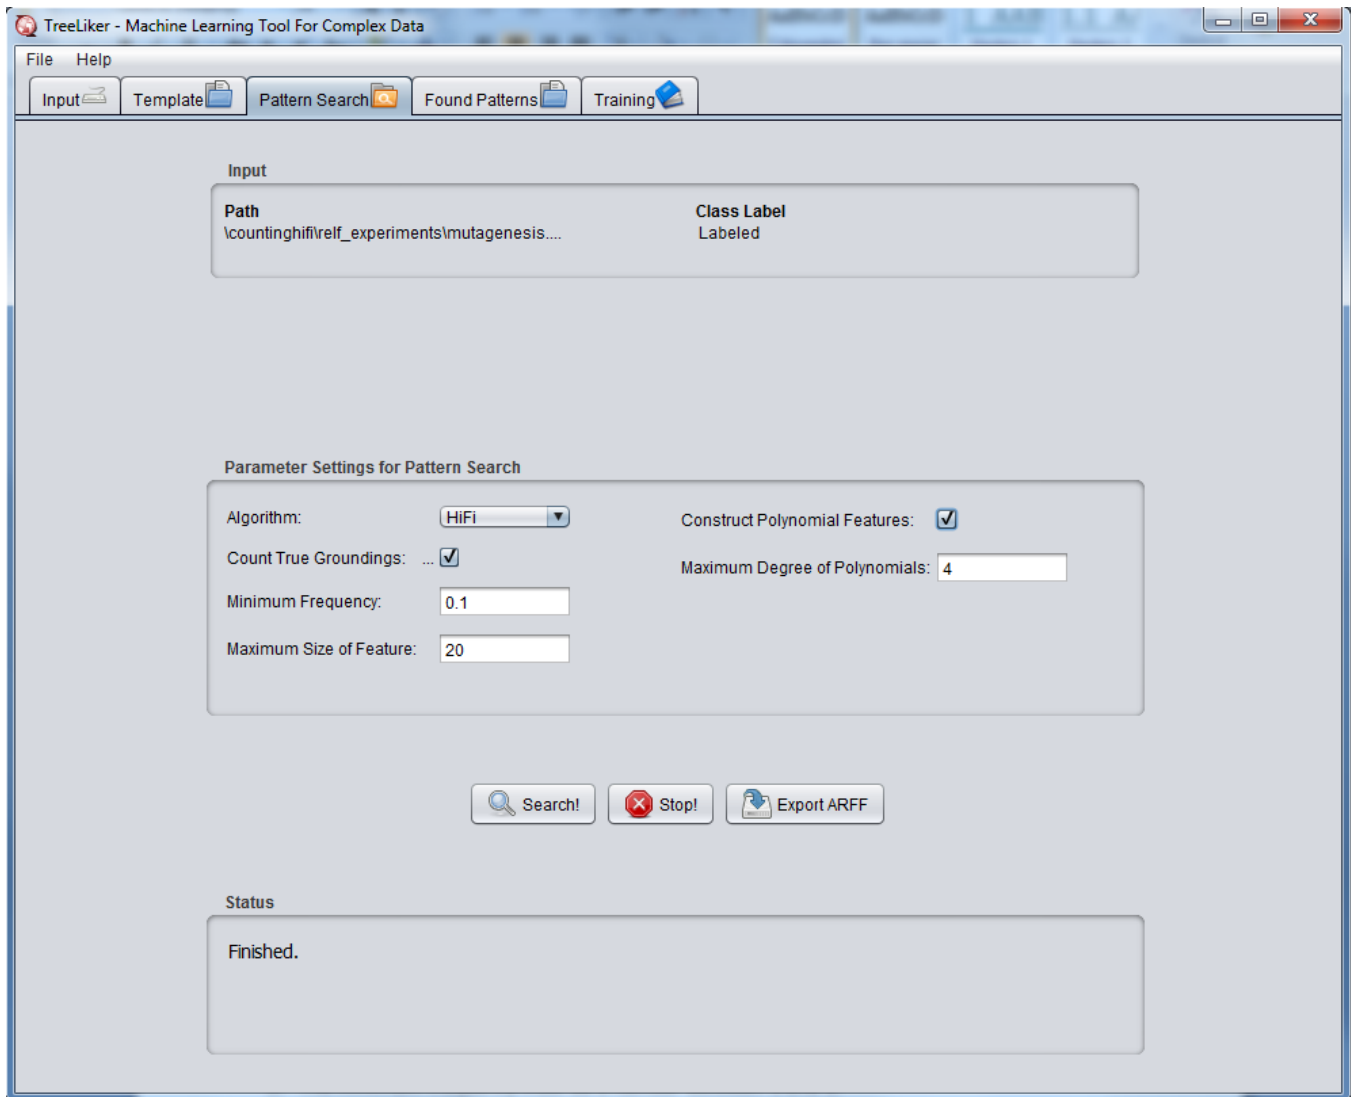 TreeLiker - Machine Learning Tool For Complex Data
File Help
Input Template Pattern Search Found Patterns Training
Input
Path Class Label
\countinghifi\relf_experiments\mutagenesis.... Labeled
Parameter Settings for Pattern Search
Algorithm: HiFi Construct Polynomial Features:
Count True Groundings: ...
Maximum Degree of Polynomials: 4
Minimum Frequency: 0.1
Maximum Size of Feature: 20
Search! Stop! Export ARFF
Status
Finished.